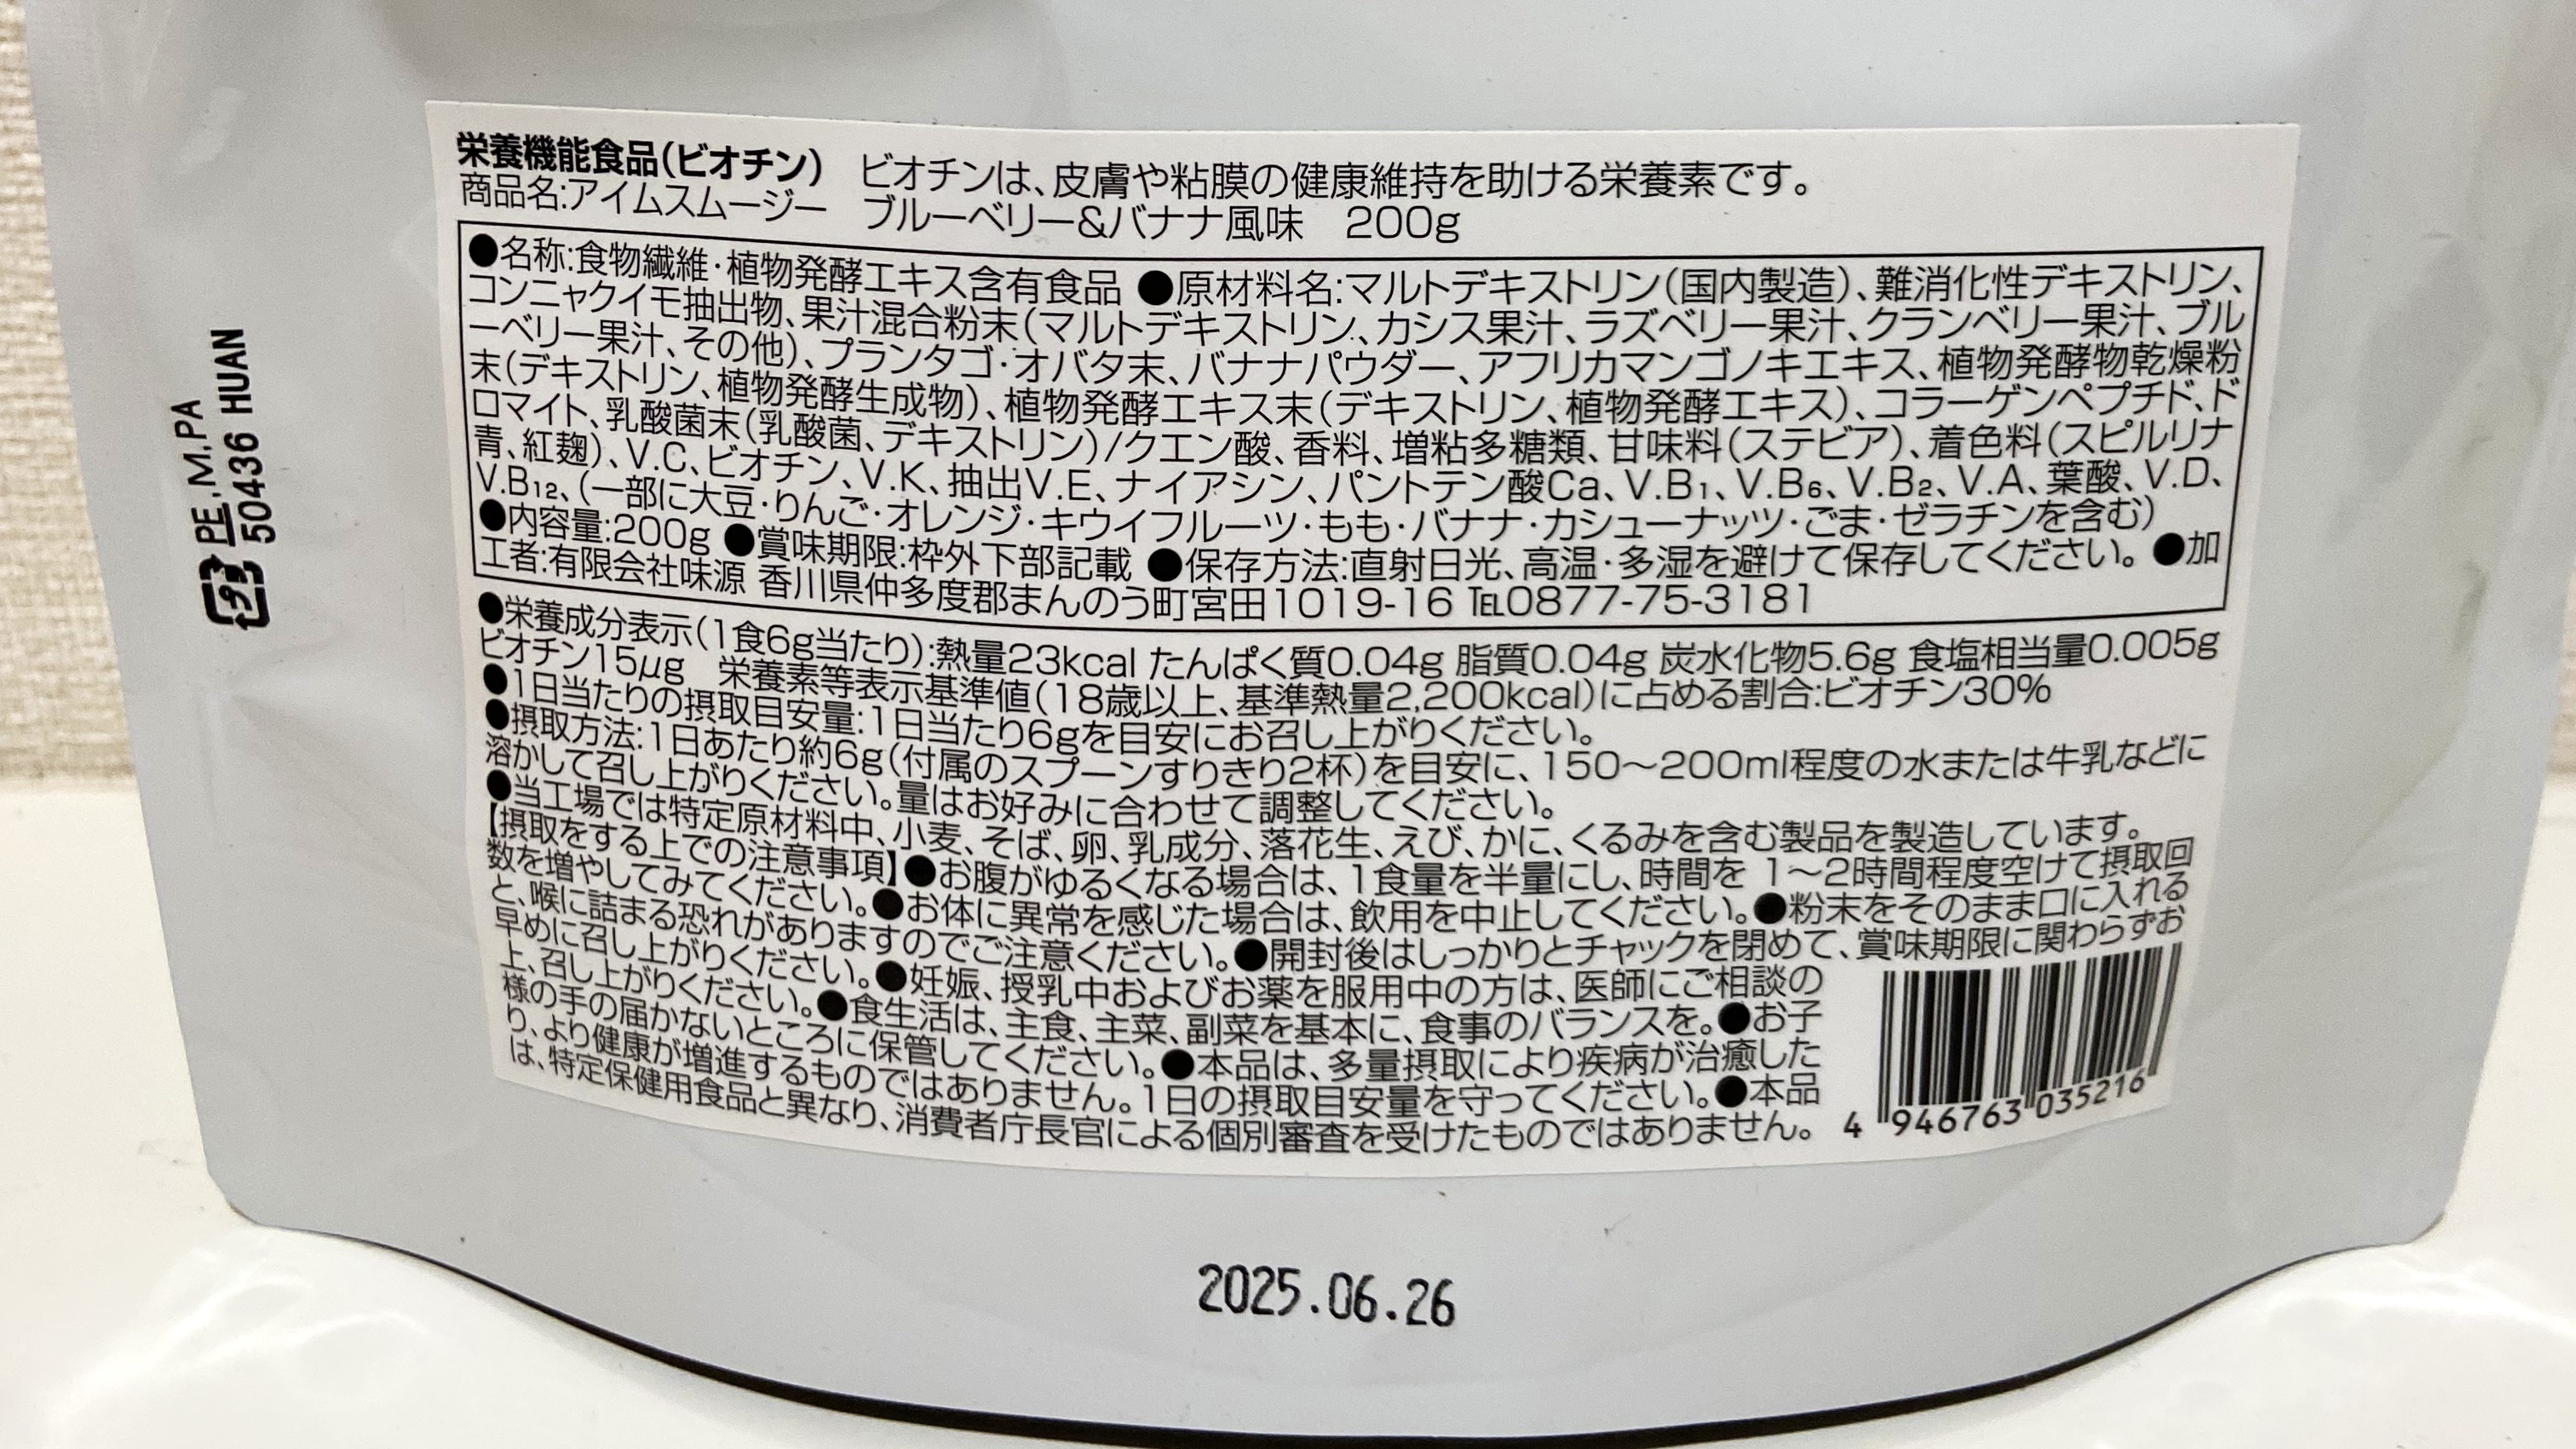 栄養機能食品(ビオチン) ビオチンは、皮膚や粘膜の健康維持を助ける栄養素です。
商品名:アイムスムージー ブルーベリー&バナナ風味 200g
●名称:食物繊維・植物発酵エキス含有食品 ●原材料名:マルトデキストリン(国内製造)、難消化性デキストリン、
コンニャクイモ抽出物、果汁混合粉末(マルトデキストリン、カシス果汁、ラズベリー果汁、クランベリー果汁、ブル
ーベリー果汁、その他)、プランタゴ・オバタ末、バナナパウダー、アフリカマンゴノキエキス、植物発酵物乾燥粉
末(デキストリン、植物発酵生成物)、植物発酵エキス末(デキストリン、植物発酵エキス)、コラーゲンペプチド、ド
ロマイト、乳酸菌末(乳酸菌、デキストリン)/クエン酸、香料、増粘多糖類、甘味料(ステビア)、着色料(スピルリナ
青、紅麹)、V.C、ビオチン、V.K、抽出V.E、ナイアシン、パントテン酸Ca、V.B1、V.B6、V.B2、V.A、葉酸、V.D、
V.B12、(一部に大豆・りんご・オレンジ・キウイフルーツ・もも・バナナ・カシューナッツ・ごま・ゼラチンを含む)
●内容量:200g ●賞味期限:枠外下部記載 ●保存方法:直射日光、高温・多湿を避けて保存してください。 ●加
工者:有限会社味源 香川県仲多度郡まんのう町宮田1019-16 TEL0877-75-3181
●栄養成分表示(1食6g当たり):熱量23kcal たんぱく質0.04g 脂質0.04g 炭水化物5.6g 食塩相当量0.005g
ビオチン15μg 栄養素等表示基準値(18歳以上、基準熱量2,200kcal)に占める割合:ビオチン30%
●1日当たりの摂取目安量:1日当たり6gを目安にお召し上がりください。
●摂取方法:1日あたり約6g(付属のスプーンすりきり2杯)を目安に、150～200ml程度の水または牛乳などに
溶かして召し上がりください。量はお好みに合わせて調整してください。
●当工場では特定原材料中、小麦、そば、卵、乳成分、落花生、えび、かに、くるみを含む製品を製造しています。
【摂取をする上での注意事項】●お腹がゆるくなる場合は、1食量を半量にし、時間を 1～2時間程度空けて摂取回
数を増やしてみてください。●お体に異常を感じた場合は、飲用を中止してください。●粉末をそのまま口に入れる
と、喉に詰まる恐れがありますのでご注意ください。●開封後はしっかりとチャックを閉めて、賞味期限に関わらずお
早めに召し上がりください。●妊娠、授乳中およびお薬を服用中の方は、医師にご相談の
上、召し上がりください。●食生活は、主食、主菜、副菜を基本に、食事のバランスを。●お子
様の手の届かないところに保管してください。●本品は、多量摂取により疾病が治癒した
り、より健康が増進するものではありません。1日の摂取目安量を守ってください。●本品
は、特定保健用食品と異なり、消費者庁長官による個別審査を受けたものではありません。
4 946763 035216
プラ PE,M,PA
50436 HUAN
2025.06.26